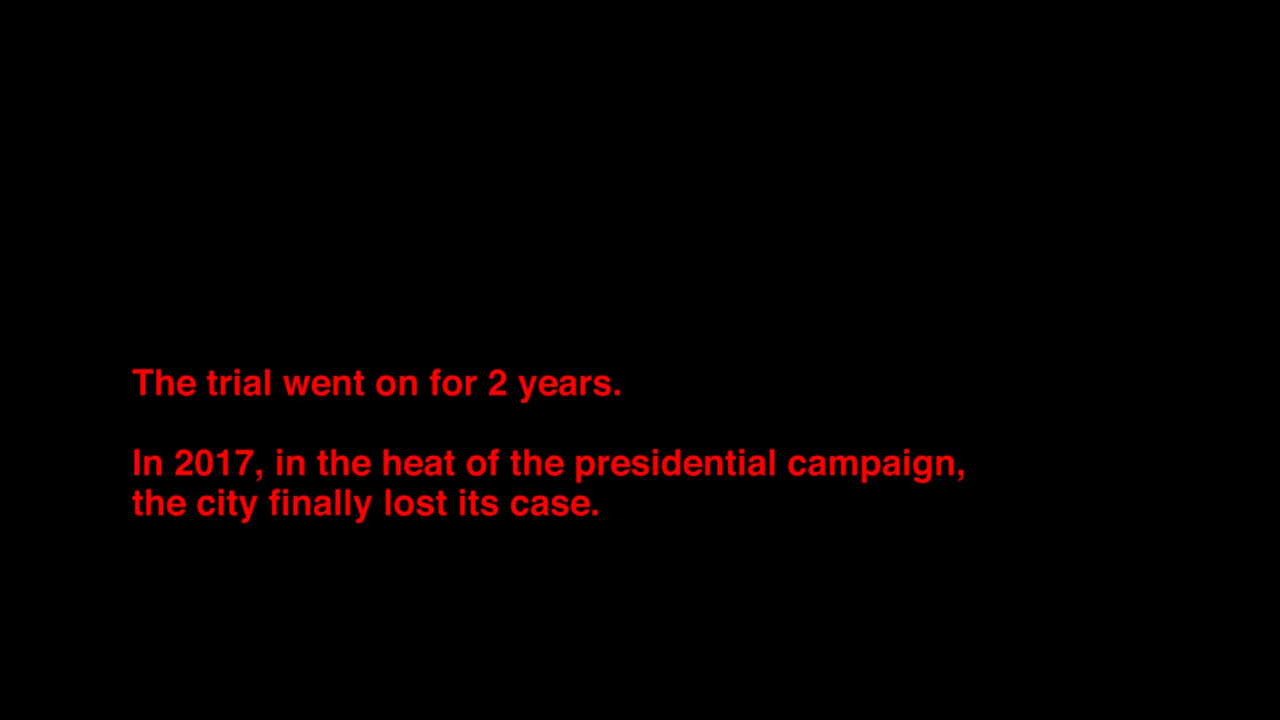 The trial went on for 2 years.
In 2017, in the heat of the presidential campaign,
the city finally lost its case.